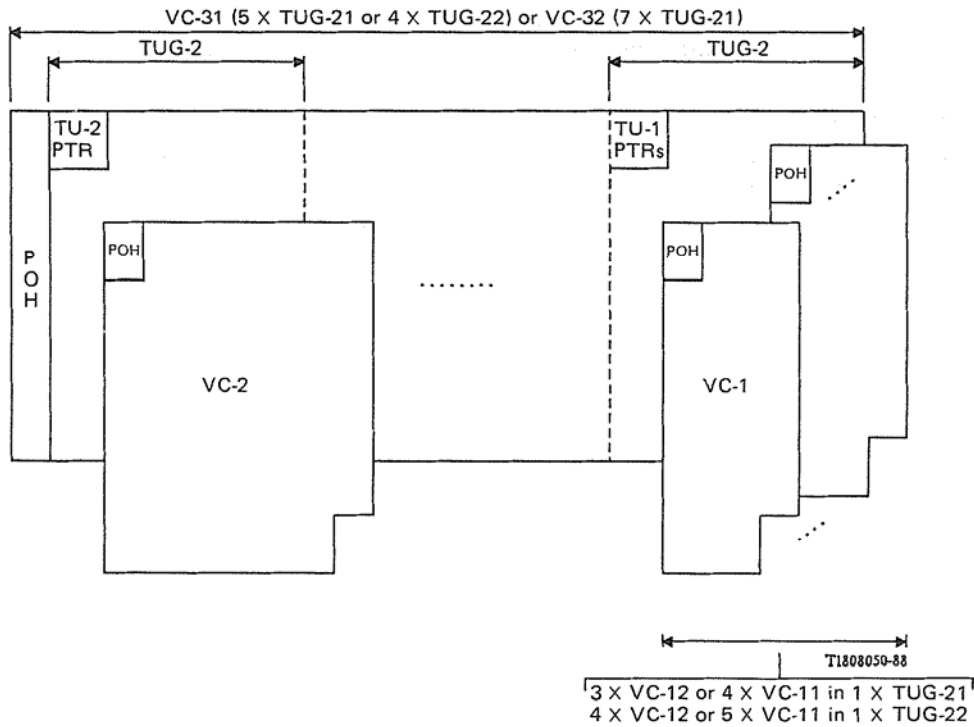 VC-31 (5 X TUG-21 or 4 X TUG-22) or VC-32 (7 X TUG-21)
TUG-2
TUG-2
TU-2
PTR
TU-1
PTRs
POH
POH
POH
P
O
H
........
VC-2
VC-1
T1808050-88
3 X VC-12 or 4 X VC-11 in 1 X TUG-21
4 X VC-12 or 5 X VC-11 in 1 X TUG-22